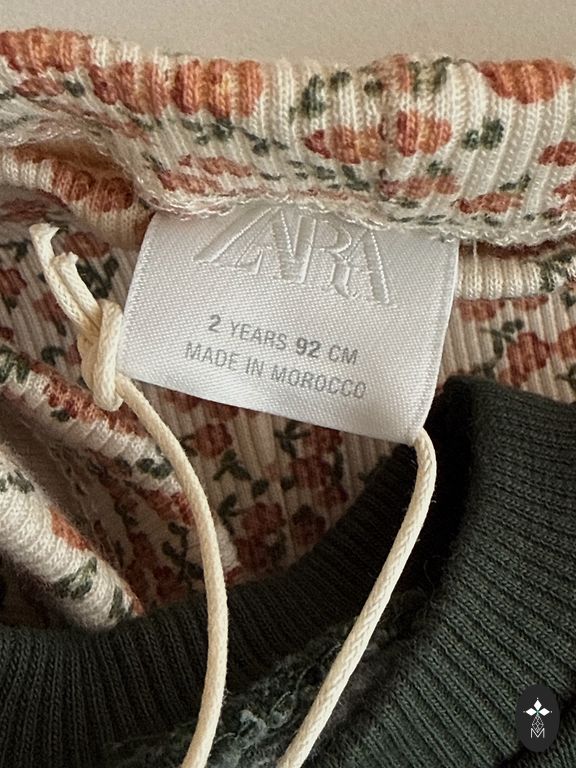 ZARA
2 YEARS 92 CM
MADE IN MOROCCO
M